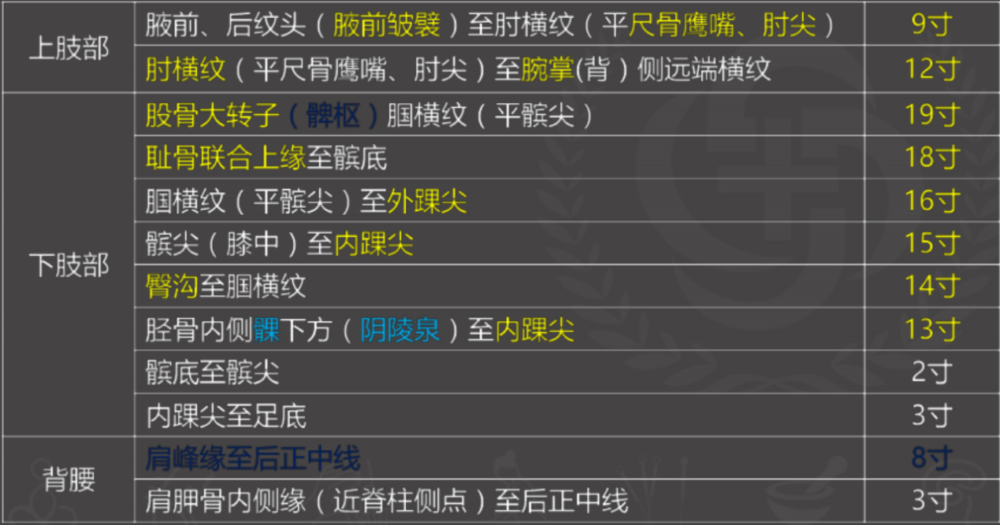 上肢部
腋前、后纹头（腋前皱襞）至肘横纹（平尺骨鹰嘴、肘尖） 9寸
肘横纹（平尺骨鹰嘴、肘尖）至腕掌(背）侧远端横纹 12寸
下肢部
股骨大转子（髀枢）腘横纹（平髌尖） 19寸
耻骨联合上缘至髌底 18寸
腘横纹（平髌尖）至外踝尖 16寸
髌尖（膝中）至内踝尖 15寸
臀沟至腘横纹 14寸
胫骨内侧髁下方（阴陵泉）至内踝尖 13寸
髌底至髌尖 2寸
内踝尖至足底 3寸
背腰
肩峰缘至后正中线 8寸
肩胛骨内侧缘（近脊柱侧点）至后正中线 3寸